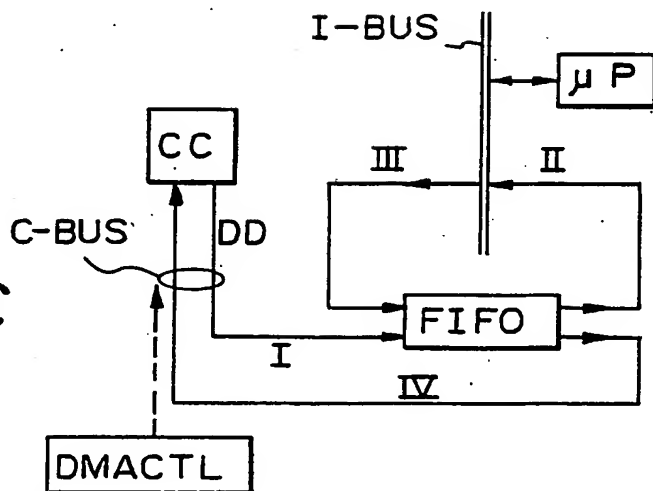 I-BUS
μP
CC
III
II
C-BUS
DD
FIFO
I
IV
DMACTL